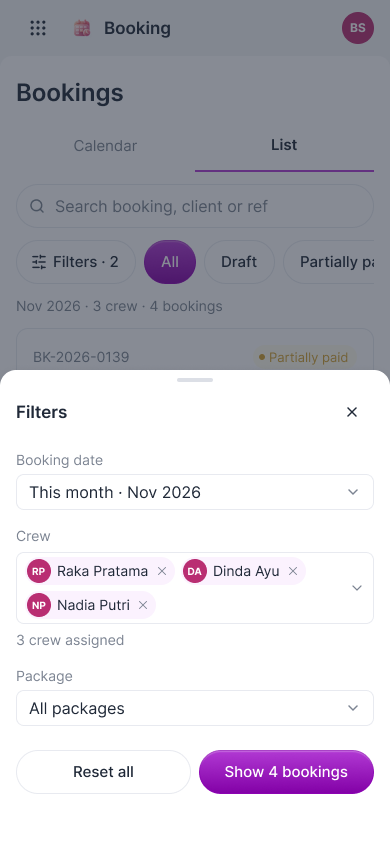 Booking
BS
Bookings
Calendar
List
Search booking, client or ref
Filters · 2
All
Draft
Partially pa
Nov 2026 · 3 crew · 4 bookings
BK-2026-0139
Partially paid
Filters
Booking date
This month · Nov 2026
Crew
RP Raka Pratama
DA Dinda Ayu
NP Nadia Putri
3 crew assigned
Package
All packages
Reset all
Show 4 bookings